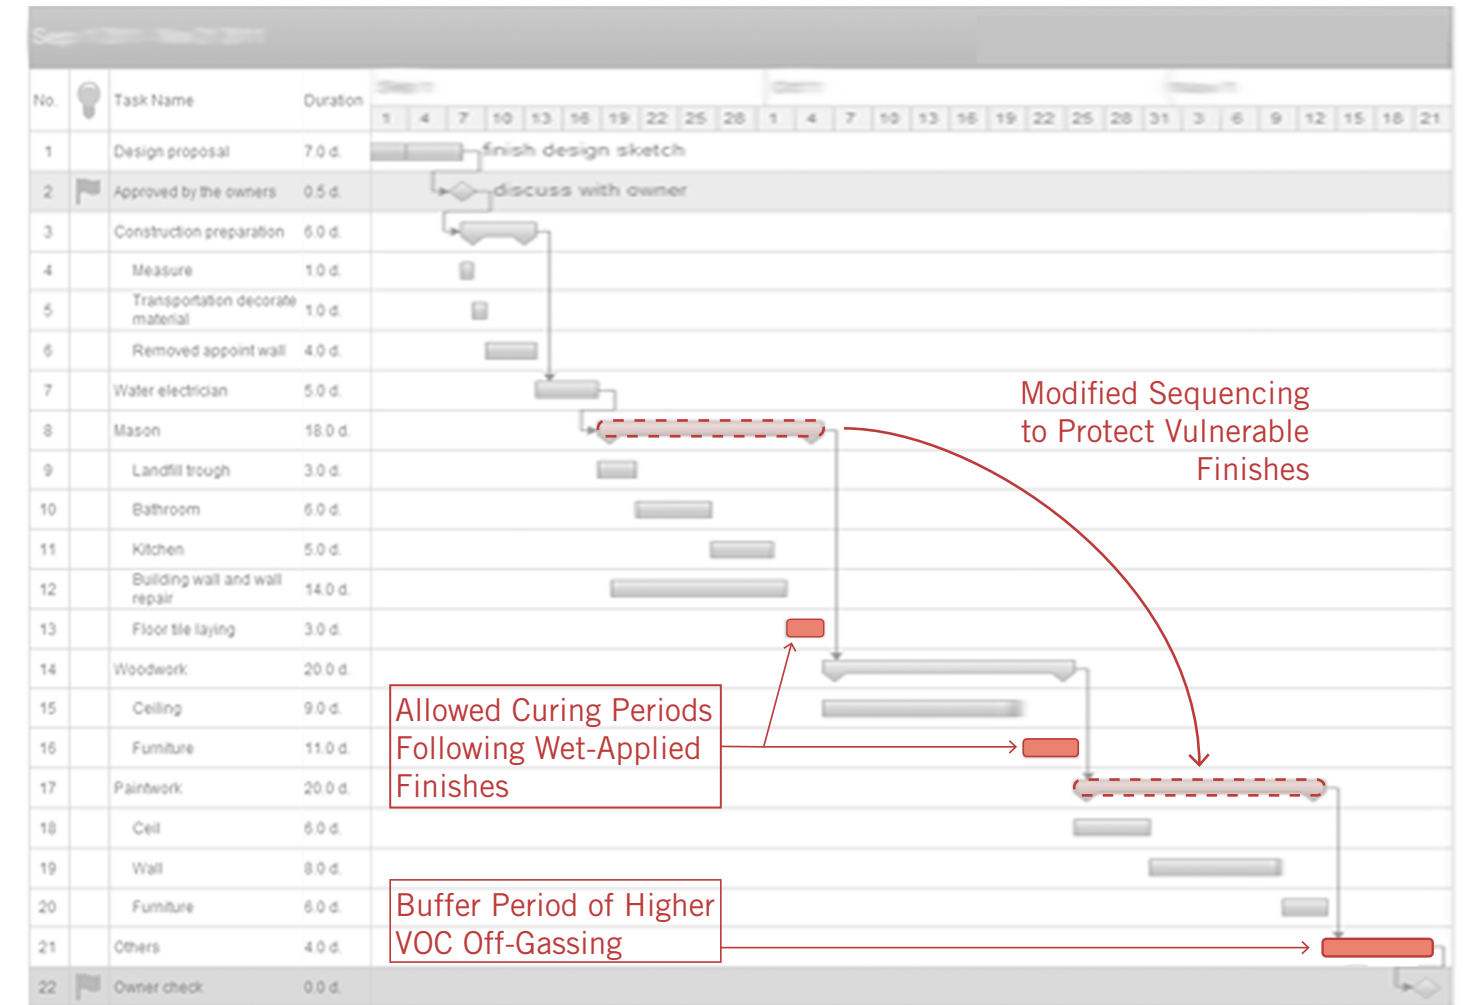 No. Task Name Duration
1 4 7 10 13 16 19 22 25 28 1 4 7 10 13 16 19 22 25 28 31 3 6 9 12 15 18 21
1 Design proposal 7.0 d. finish design sketch
2 Approved by the owners 0.5 d. discuss with owner
3 Construction preparation 6.0 d.
4 Measure 1.0 d.
5 Transportation decorate
material 1.0 d.
6 Removed appoint wall 4.0 d.
7 Water electrician 5.0 d.
Modified Sequencing
to Protect Vulnerable
Finishes
8 Mason 18.0 d.
9 Landfill trough 3.0 d.
10 Bathroom 6.0 d.
11 Kitchen 5.0 d.
12 Building wall and wall
repair 14.0 d.
13 Floor tile laying 3.0 d.
14 Woodwork 20.0 d.
15 Ceiling 9.0 d.
16 Furniture 11.0 d.
Allowed Curing Periods
Following Wet-Applied
Finishes
17 Paintwork 20.0 d.
18 Ceil 6.0 d.
19 Wall 8.0 d.
20 Furniture 6.0 d.
Buffer Period of Higher
VOC Off-Gassing
21 Others 4.0 d.
22 Owner check 0.0 d.